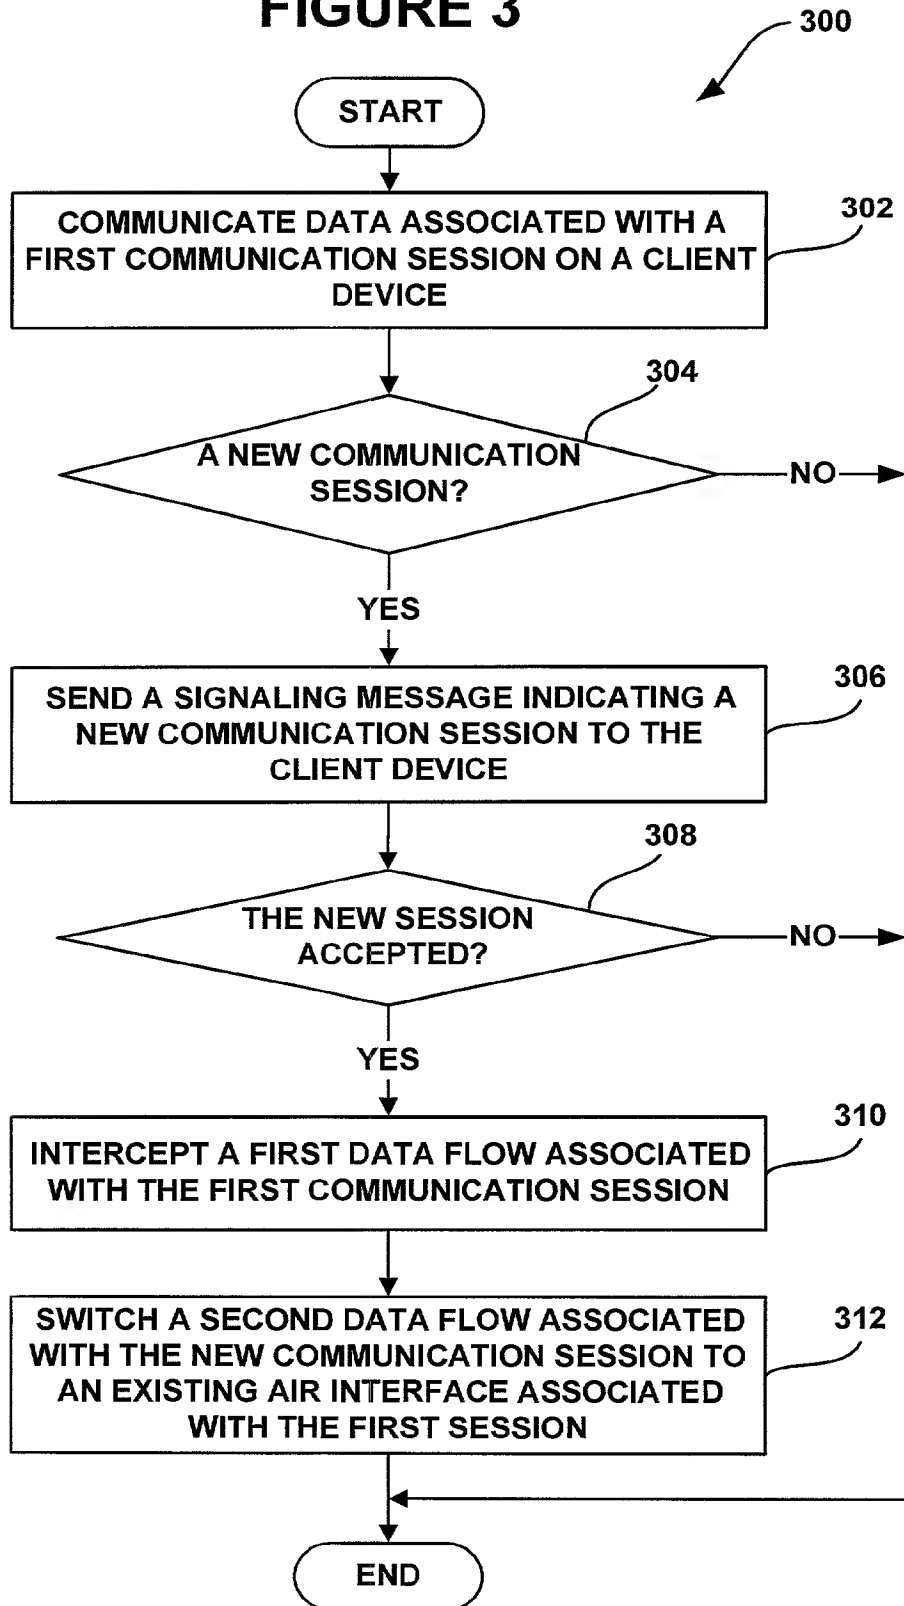 FIGURE 3
300
START
302
COMMUNICATE DATA ASSOCIATED WITH A
FIRST COMMUNICATION SESSION ON A CLIENT
DEVICE
304
A NEW COMMUNICATION
SESSION?
NO
YES
306
SEND A SIGNALING MESSAGE INDICATING A
NEW COMMUNICATION SESSION TO THE
CLIENT DEVICE
308
THE NEW SESSION
ACCEPTED?
NO
YES
310
INTERCEPT A FIRST DATA FLOW ASSOCIATED
WITH THE FIRST COMMUNICATION SESSION
312
SWITCH A SECOND DATA FLOW ASSOCIATED
WITH THE NEW COMMUNICATION SESSION TO
AN EXISTING AIR INTERFACE ASSOCIATED
WITH THE FIRST SESSION
END